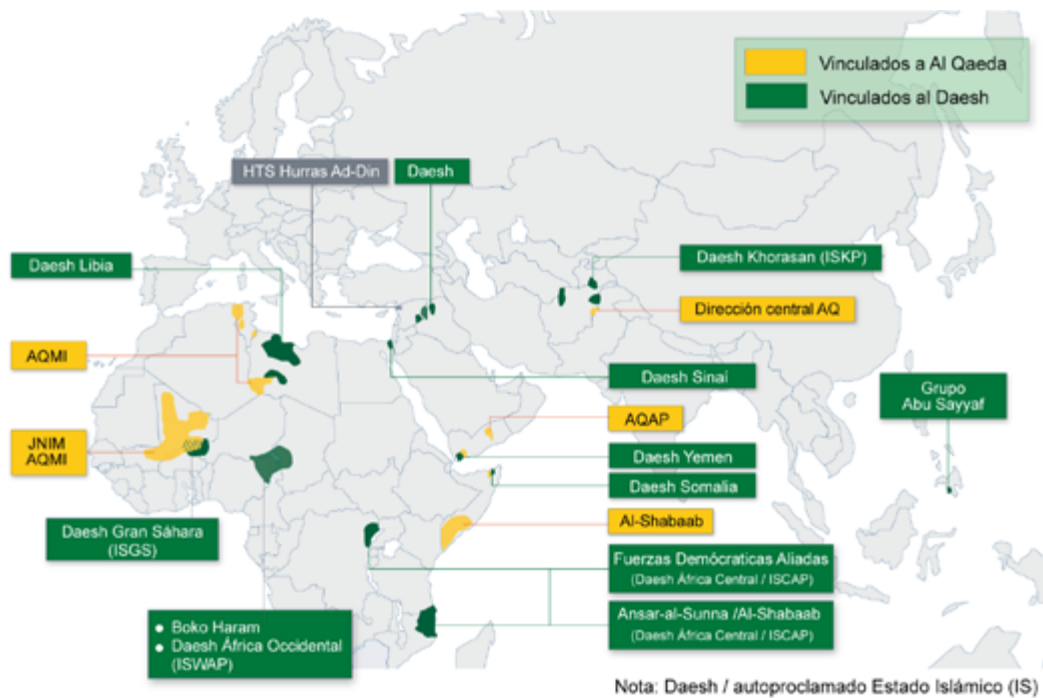 Vinculados a Al Qaeda
Vinculados al Daesh
HTS Hurras Ad-Din
Daesh
Daesh Libia
Daesh Khorasan (ISKP)
Dirección central AQ
AQMI
Daesh Sinaí
Grupo
Abu Sayyaf
AQAP
JNIM
AQMI
Daesh Yemen
Daesh Somalia
Al-Shabaab
Daesh Gran Sáhara
(ISGS)
Fuerzas Demócraticas Aliadas
(Daesh África Central / ISCAP)
Ansar-al-Sunna /Al-Shabaab
(Daesh África Central / ISCAP)
• Boko Haram
• Daesh África Occidental
(ISWAP)
Nota: Daesh / autoproclamado Estado Islámico (IS)